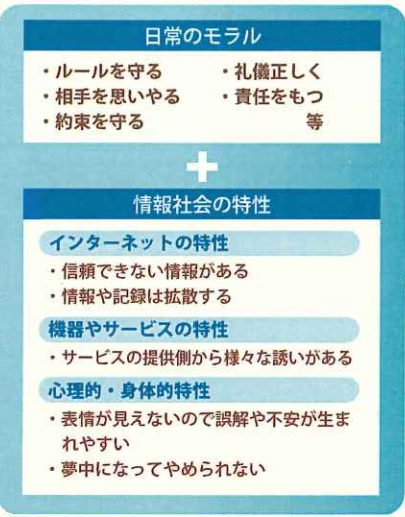 日常のモラル
・ルールを守る ・礼儀正しく
・相手を思いやる ・責任をもつ
・約束を守る 等
+
情報社会の特性
インターネットの特性
・信頼できない情報がある
・情報や記録は拡散する
機器やサービスの特性
・サービスの提供側から様々な誘いがある
心理的・身体的特性
・表情が見えないので誤解や不安が生ま
れやすい
・夢中になってやめられない